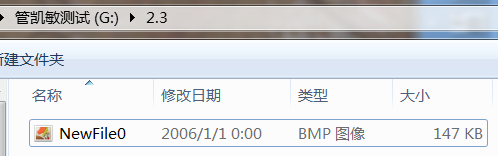 管凯敏测试 (G:) 2.3
新建文件夹
名称 修改日期 类型 大小
NewFile0 2006/1/1 0:00 BMP 图像 147 KB